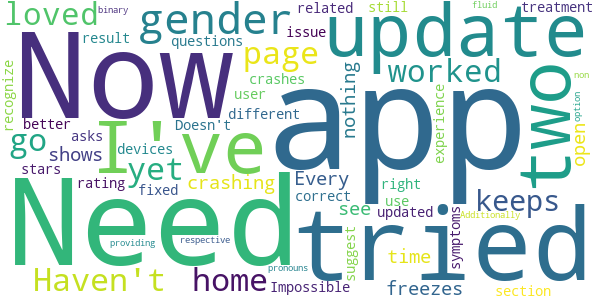 loved
binary
gender
related
still
fluid
treatment
Now
result
questions
issue
update
recognize
page
crashes
worked
nothing
two
option
non
better
asks
I've
user
different
Doesn't
app
experience
open
go
shows
yet
devices
Every
right
keeps
stars
rating
fixed
crashing
correct
use
Need
see
updated
symptoms
Additionally
tried
providing
respective
suggest
time
Haven't
home
pronouns
Impossible
freezes
section